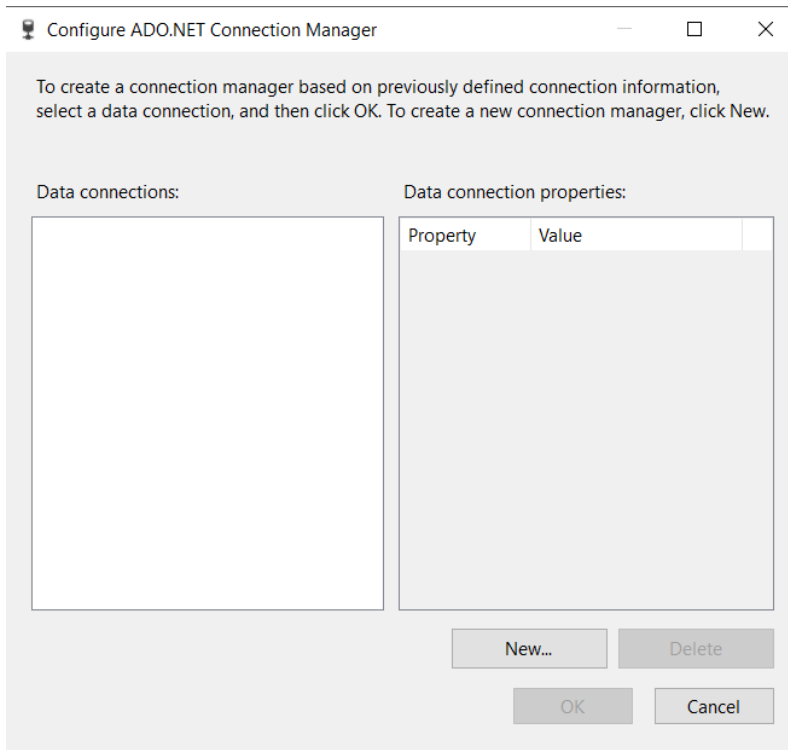 Configure ADO.NET Connection Manager
To create a connection manager based on previously defined connection information,
select a data connection, and then click OK. To create a new connection manager, click New.
Data connections:
Data connection properties:
Property Value
New... Delete
OK Cancel